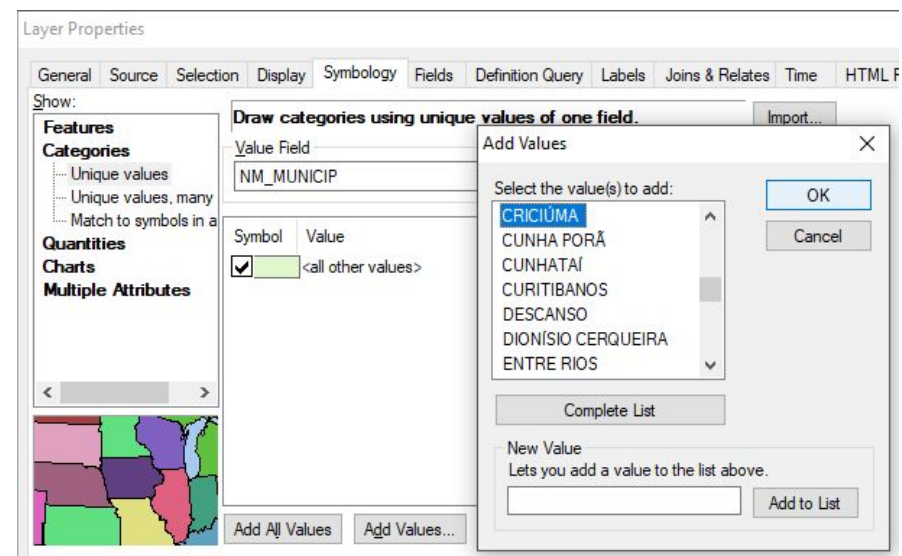 Layer Properties
General Source Selection Display Symbology Fields Definition Query Labels Joins & Relates Time HTML
Show:
Features
Categories
Unique values
Unique values, many
Match to symbols in a
Quantities
Charts
Multiple Attributes
Draw categories using unique values of one field.
Import...
Value Field
NM_MUNICIP
Symbol Value
<all other values>
Add All Values
Add Values...
Add Values
Select the value(s) to add:
CRICIÚMA
CUNHA PORÃ
CUNHATAÍ
CURITIBANOS
DESCANSO
DIONÍSIO CERQUEIRA
ENTRE RIOS
OK
Cancel
Complete List
New Value
Lets you add a value to the list above.
Add to List